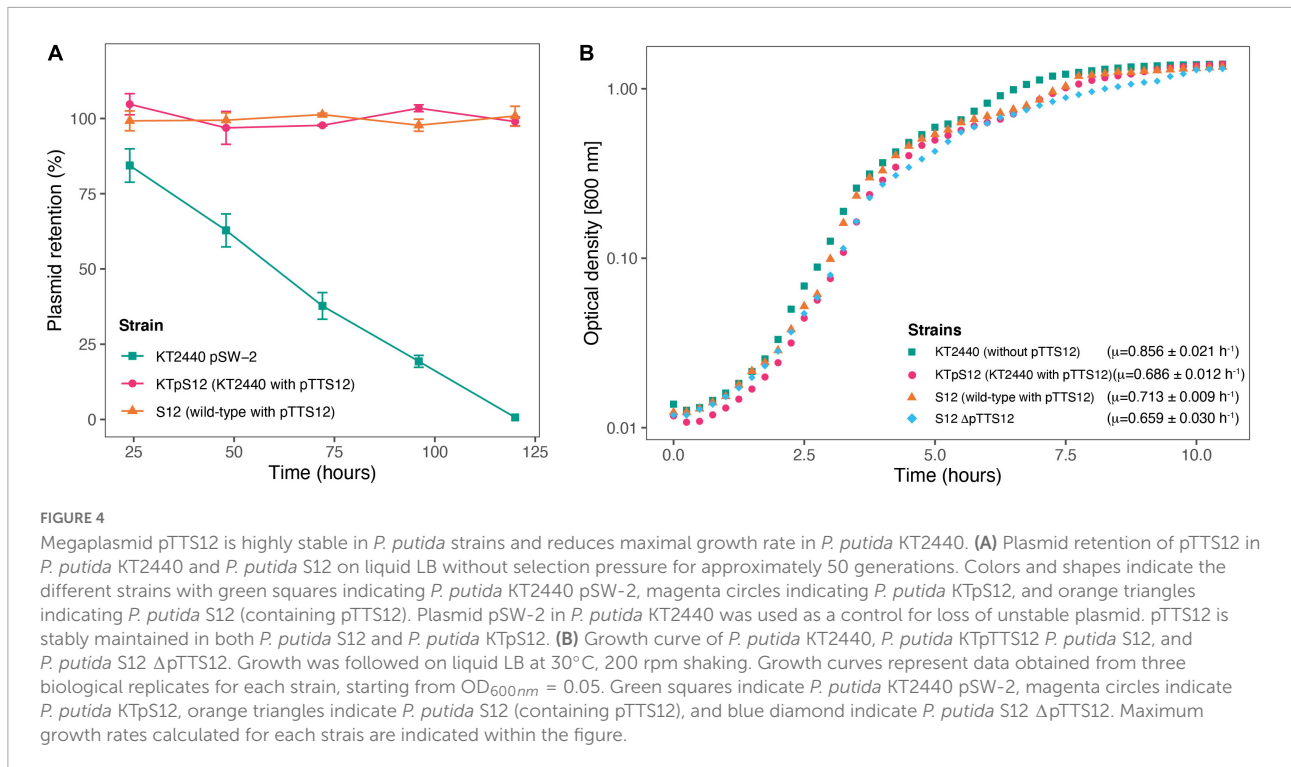 A
Plasmid retention (%)
100
75
50
25
0
25
50
75
100
125
Time (hours)
Strain
KT2440 pSW−2
KTpS12 (KT2440 with pTTS12)
S12 (wild-type with pTTS12)
B
Optical density [600 nm]
1.00
0.10
0.01
0.0
2.5
5.0
7.5
10.0
Time (hours)
Strains
KT2440 (without pTTS12) (μ=0.856 ± 0.021 h-1)
KTpS12 (KT2440 with pTTS12) (μ=0.686 ± 0.012 h-1)
S12 (wild-type with pTTS12) (μ=0.713 ± 0.009 h-1)
S12 ΔpTTS12 (μ=0.659 ± 0.030 h-1)
FIGURE 4
Megaplasmid pTTS12 is highly stable in P. putida strains and reduces maximal growth rate in P. putida KT2440. (A) Plasmid retention of pTTS12 in
P. putida KT2440 and P. putida S12 on liquid LB without selection pressure for approximately 50 generations. Colors and shapes indicate the
different strains with green squares indicating P. putida KT2440 pSW-2, magenta circles indicating P. putida KTpS12, and orange triangles
indicating P. putida S12 (containing pTTS12). Plasmid pSW-2 in P. putida KT2440 was used as a control for loss of unstable plasmid. pTTS12 is
stably maintained in both P. putida S12 and P. putida KTpS12. (B) Growth curve of P. putida KT2440, P. putida KTPTTS12 P. putida S12, and
P. putida S12 ΔpTTS12. Growth was followed on liquid LB at 30°C, 200 rpm shaking. Growth curves represent data obtained from three
biological replicates for each strain, starting from OD600nm = 0.05. Green squares indicate P. putida KT2440 pSW-2, magenta circles indicate
P. putida KTpS12, orange triangles indicate P. putida S12 (containing pTTS12), and blue diamond indicate P. putida S12 ΔpTTS12. Maximum
growth rates calculated for each strais are indicated within the figure.